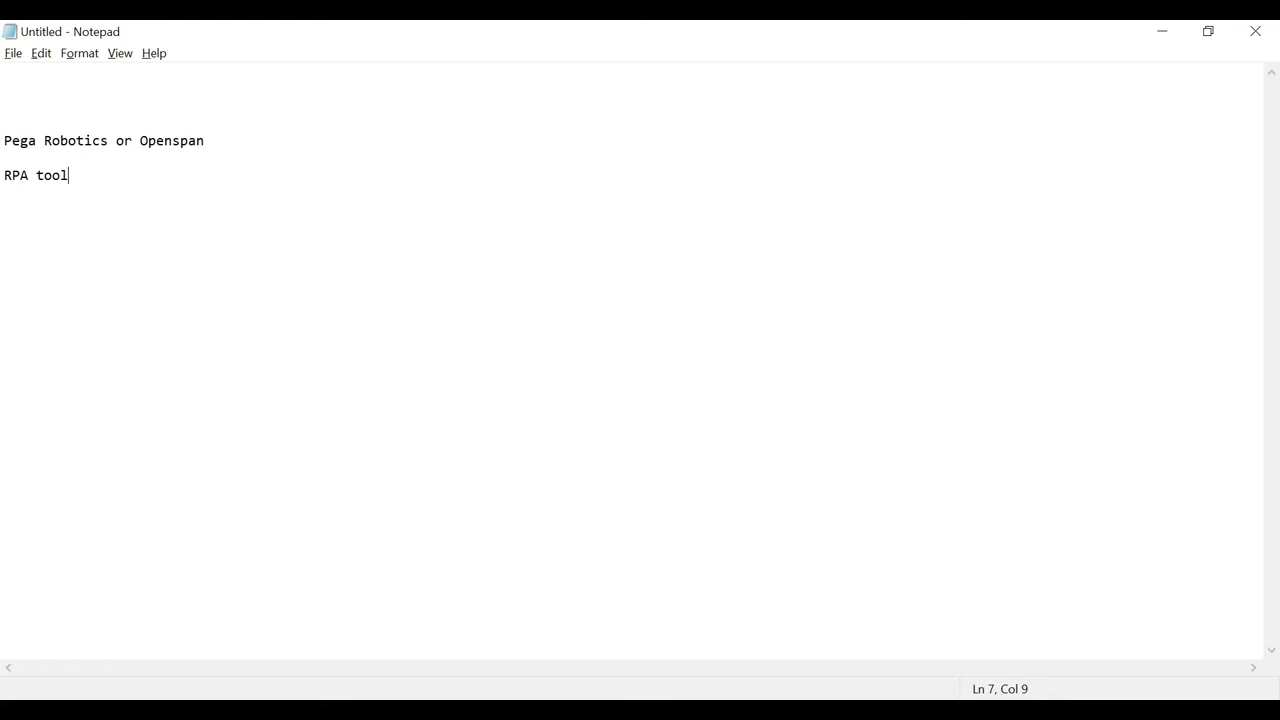 Untitled - Notepad
File Edit Format View Help
Pega Robotics or Openspan
RPA tool
Ln 7, Col 9